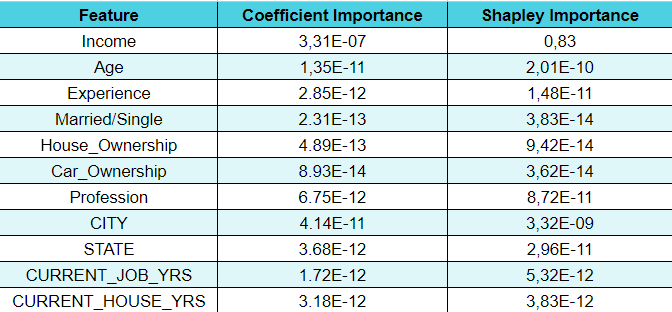 Feature Coefficient Importance Shapley Importance
Income 3,31E-07 0,83
Age 1,35E-11 2,01E-10
Experience 2.85E-12 1,48E-11
Married/Single 2.31E-13 3,83E-14
House_Ownership 4.89E-13 9,42E-14
Car_Ownership 8.93E-14 3,62E-14
Profession 6.75E-12 8,72E-11
CITY 4.14E-11 3,32E-09
STATE 3.68E-12 2,96E-11
CURRENT_JOB_YRS 1.72E-12 5,32E-12
CURRENT_HOUSE_YRS 3.18E-12 3,83E-12